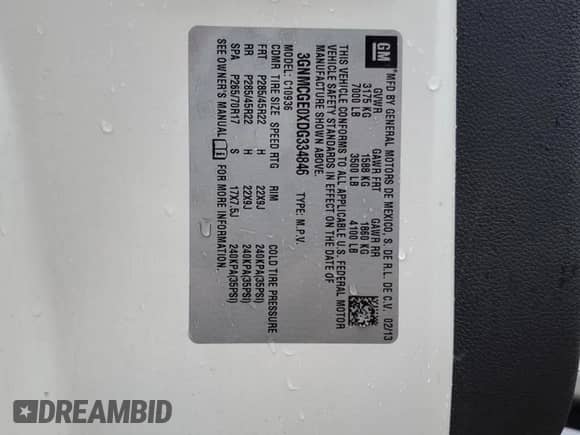 GM
MFD BY GENERAL MOTORS DE MEXICO, S. DE R.L. DE C.V. 02/13
GVWR GAWR FRT GAWR RR
3175 KG 1588 KG 1860 KG
7000 LB 3500 LB 4100 LB
THIS VEHICLE CONFORMS TO ALL APPLICABLE U.S. FEDERAL MOTOR
VEHICLE SAFETY STANDARDS IN EFFECT ON THE DATE OF
MANUFACTURE SHOWN ABOVE.
3GNMCGE0XDG334846 TYPE: M.P.V.
MODEL: C10936
CDMR TIRE SIZE SPEED RTG RIM COLD TIRE PRESSURE
FRT P285/45R22 H 22X9J 240KPA(35PSI)
RR P285/45R22 H 22X9J 240KPA(35PSI)
SPA P265/70R17 S 17X7.5J 240KPA(35PSI)
SEE OWNER'S MANUAL FOR MORE INFORMATION.
DREAMBID